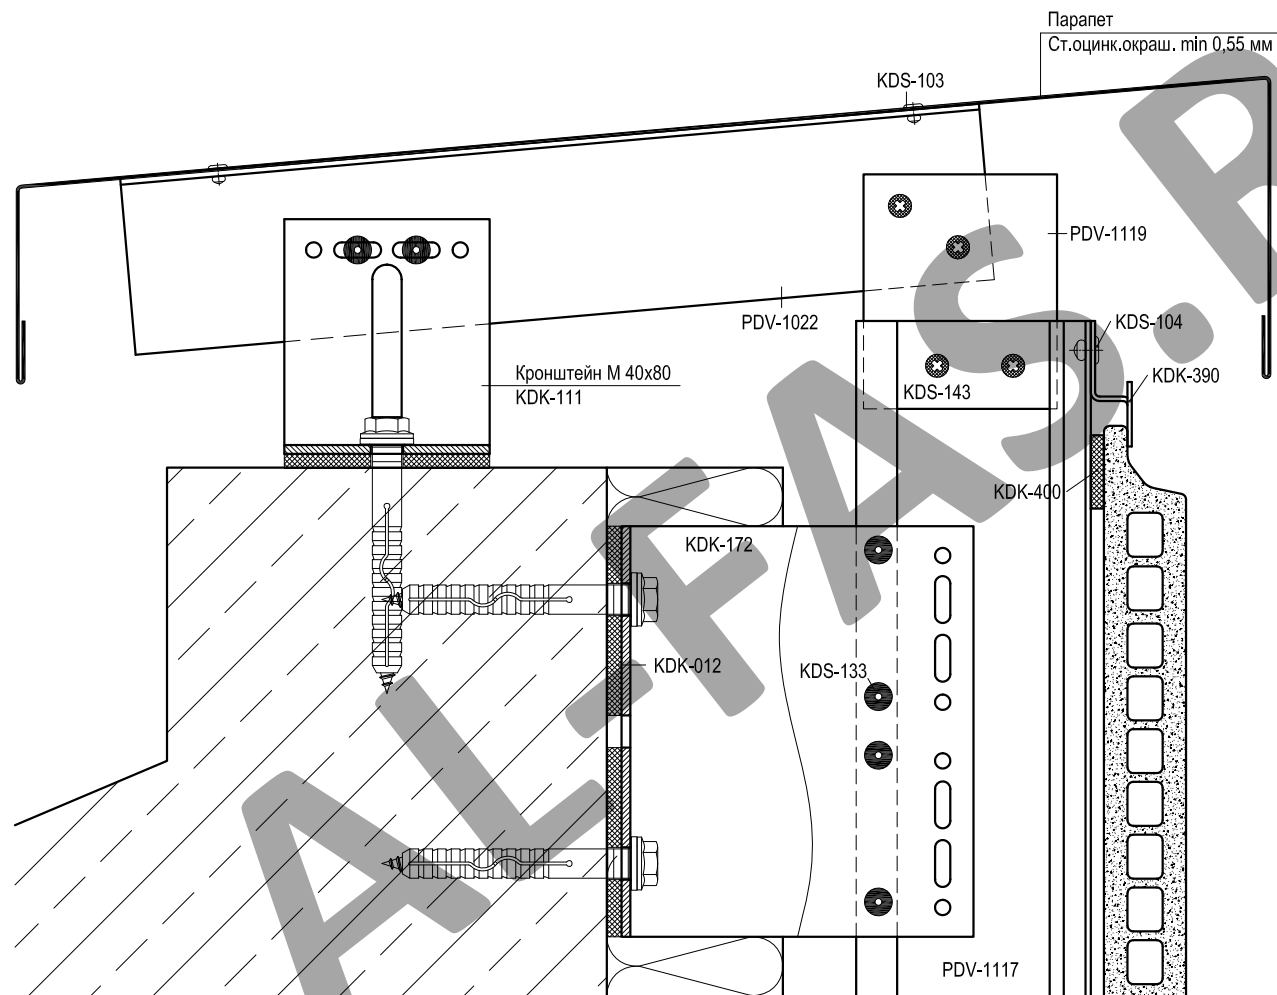 Парапет
Ст.оцинк.окраш. min 0,55 мм
KDS-103
PDV-1119
PDV-1022
KDS-104
Кронштейн М 40x80
KDK-111
KDK-390
KDS-143
KDK-400
KDK-172
KDK-012
KDS-133
PDV-1117
AL-FAS.R